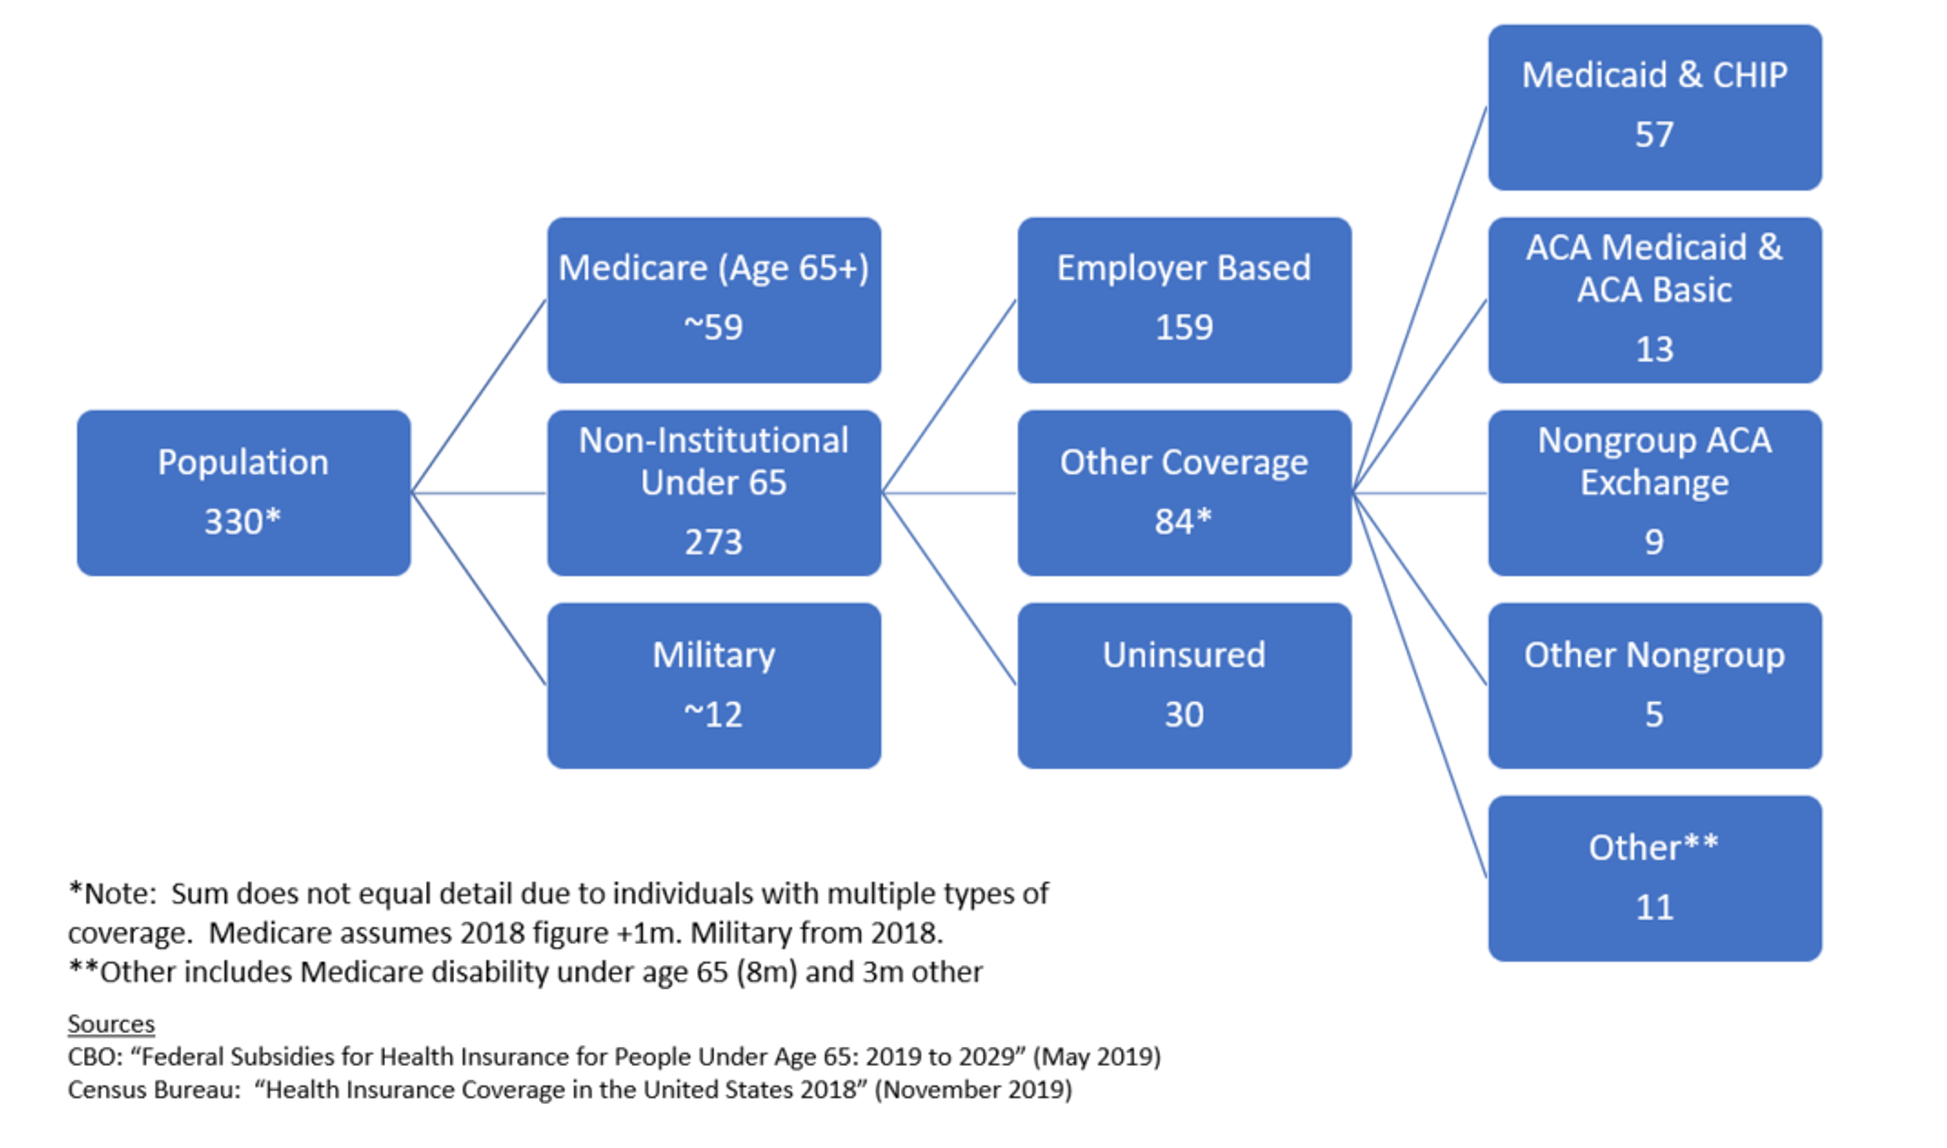 Population
330*
Medicare (Age 65+)
~59
Non-Institutional
Under 65
273
Military
~12
Employer Based
159
Other Coverage
84*
Uninsured
30
Medicaid & CHIP
57
ACA Medicaid &
ACA Basic
13
Nongroup ACA
Exchange
9
Other Nongroup
5
Other**
11
*Note:  Sum does not equal detail due to individuals with multiple types of
coverage.  Medicare assumes 2018 figure +1m. Military from 2018.
**Other includes Medicare disability under age 65 (8m) and 3m other
Sources
CBO: “Federal Subsidies for Health Insurance for People Under Age 65: 2019 to 2029” (May 2019)
Census Bureau:  “Health Insurance Coverage in the United States 2018” (November 2019)